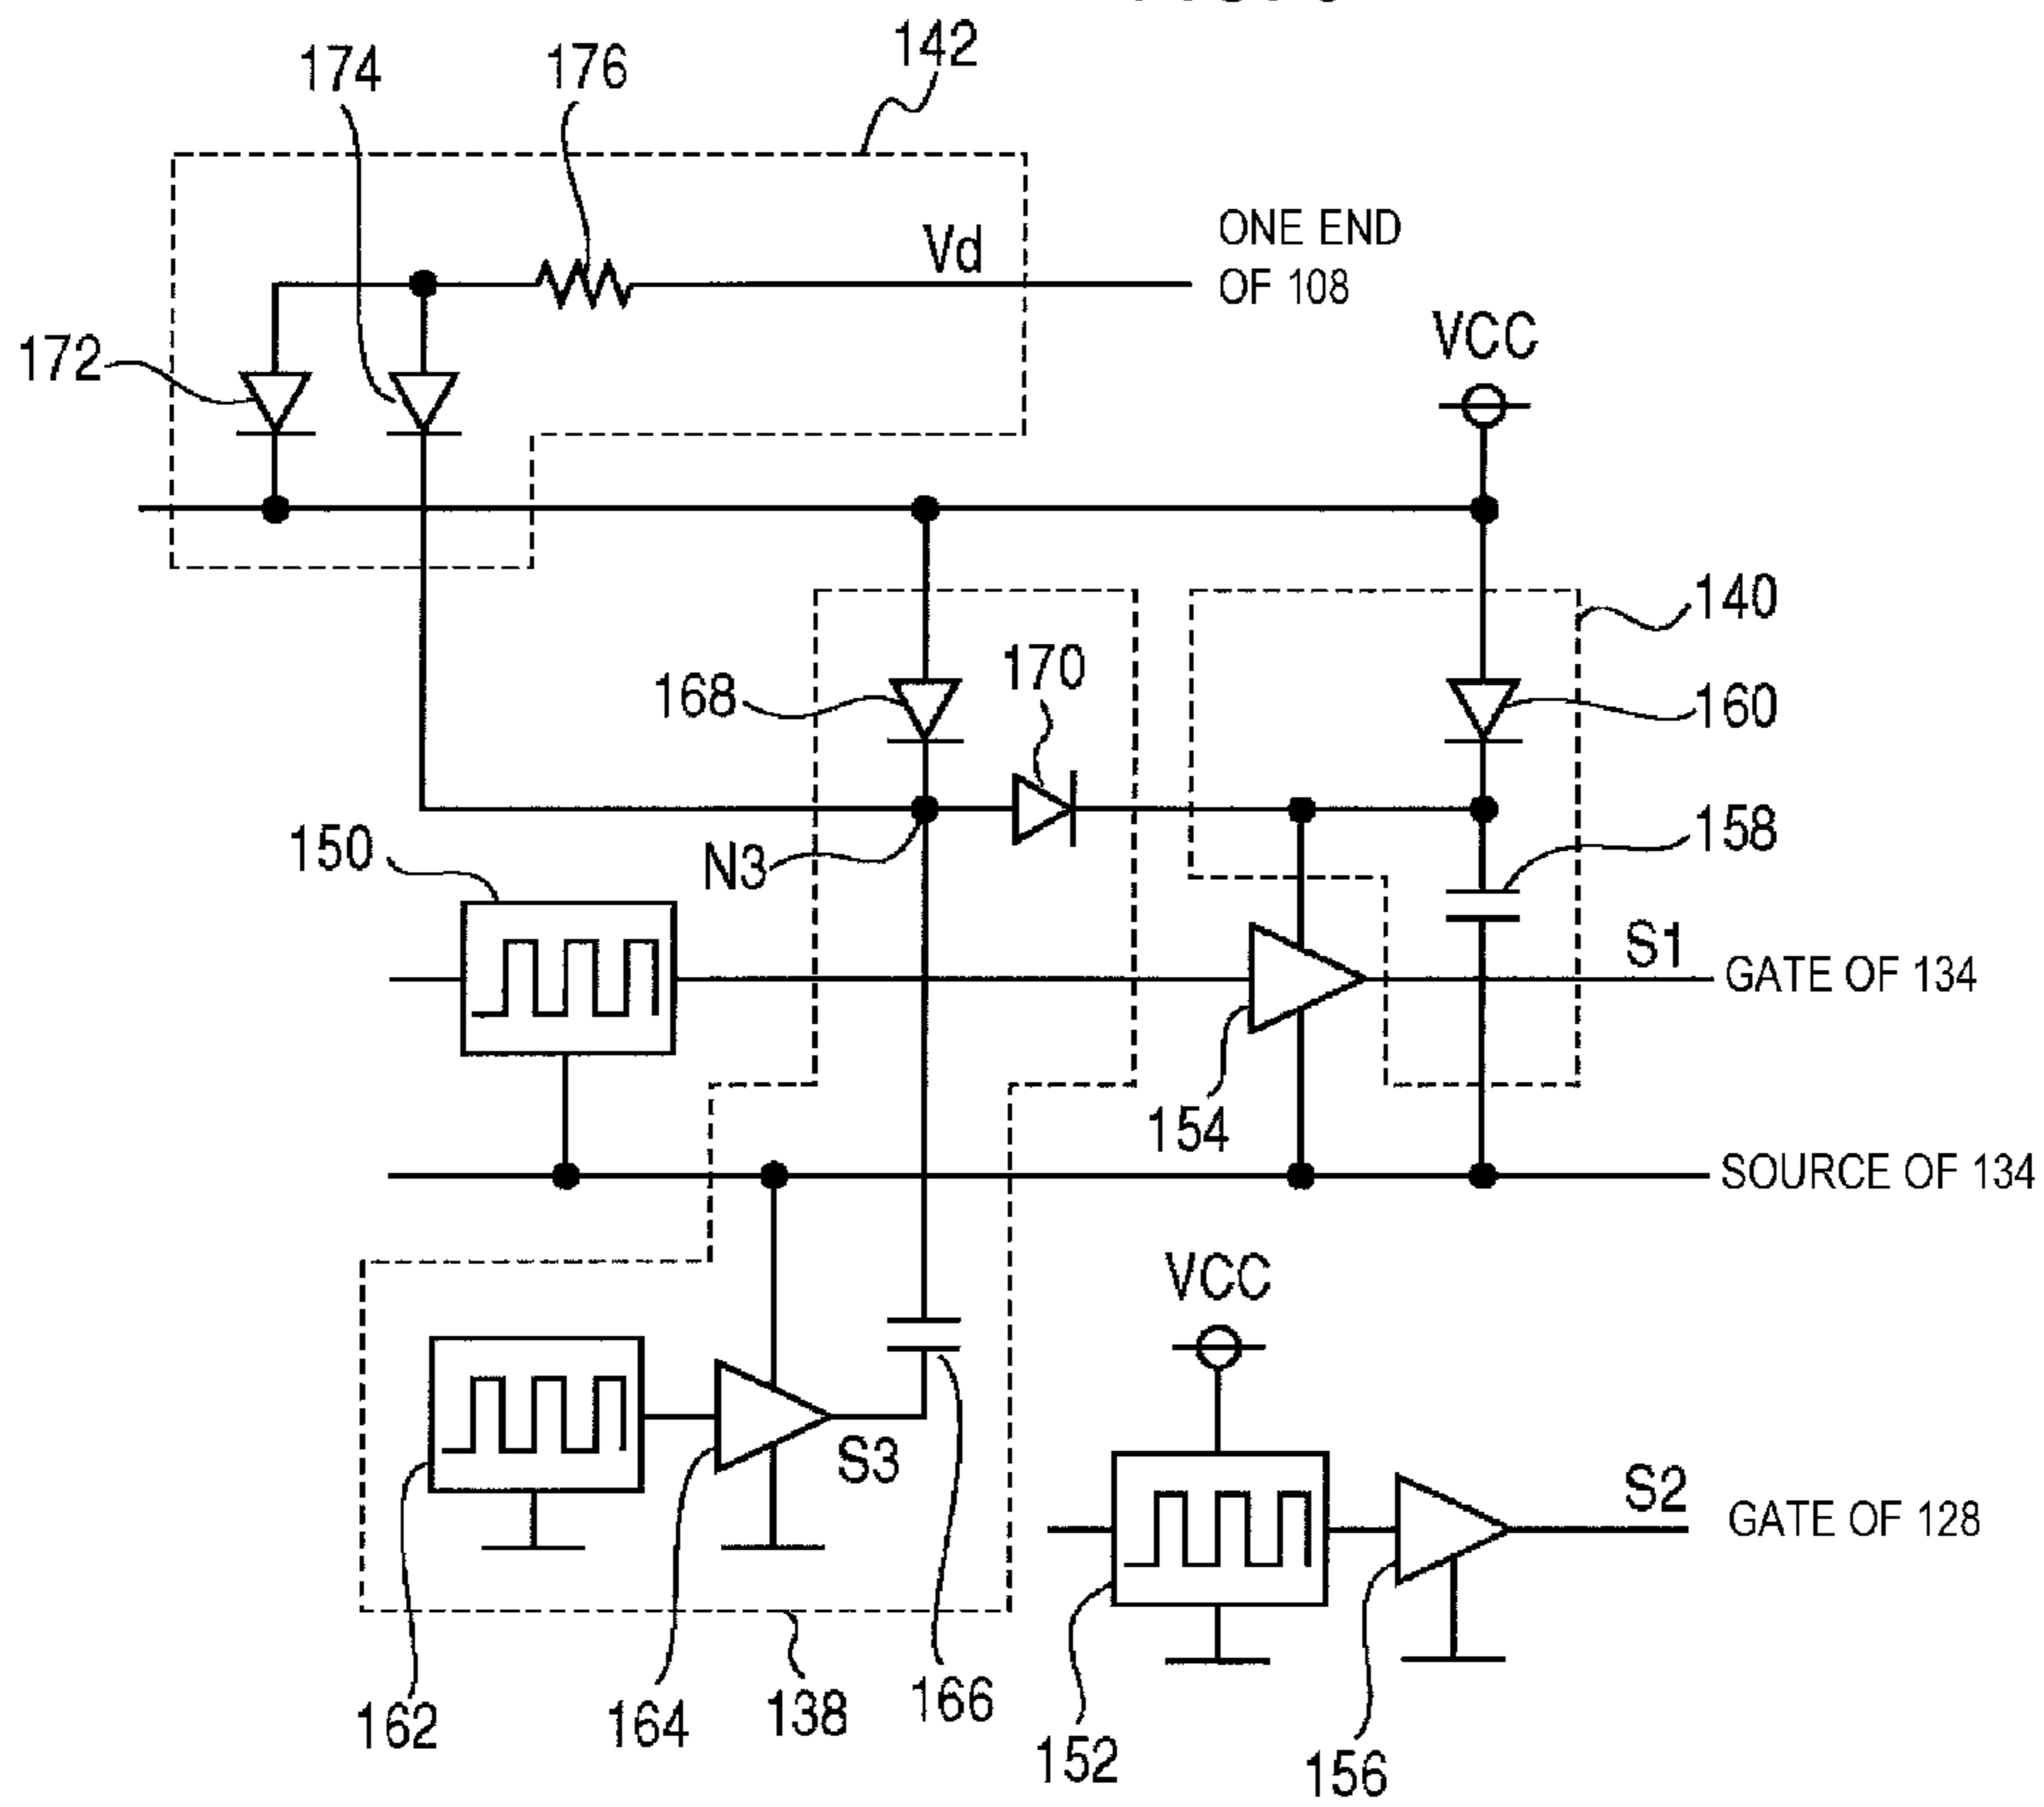 142
174
176
Vd
ONE END
OF 108
172
VCC
140
168
170
160
150
N3
158
S1
GATE OF 134
154
SOURCE OF 134
VCC
S3
S2
GATE OF 128
162
164
138
166
152
156